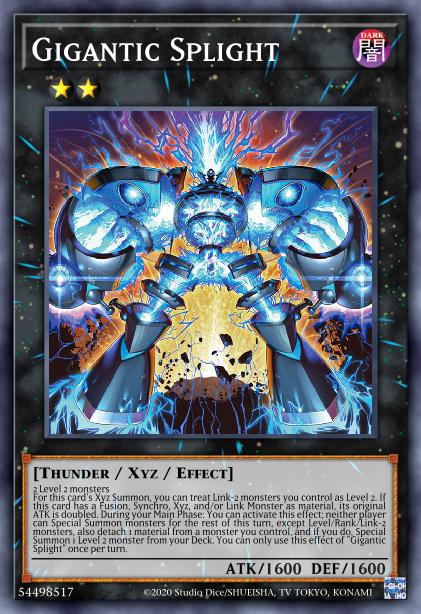 GIGANTIC SPLIGHT
DARK
闇
[THUNDER / XYZ / EFFECT]
2 Level 2 monsters
For this card's Xyz Summon, you can treat Link-2 monsters you control as Level 2. If
this card has a Fusion, Synchro, Xyz, and/or Link Monster as material, its original
ATK is doubled. During your Main Phase: You can activate this effect; neither player
can Special Summon monsters for the rest of this turn, except Level/Rank/Link-2
monsters, also detach 1 material from a monster you control, and if you do, Special
Summon 1 Level 2 monster from your Deck. You can only use this effect of "Gigantic
Splight" once per turn.
ATK/1600 DEF/1600
54498517
©2020 Studio Dice/SHUEISHA, TV TOKYO, KONAMI